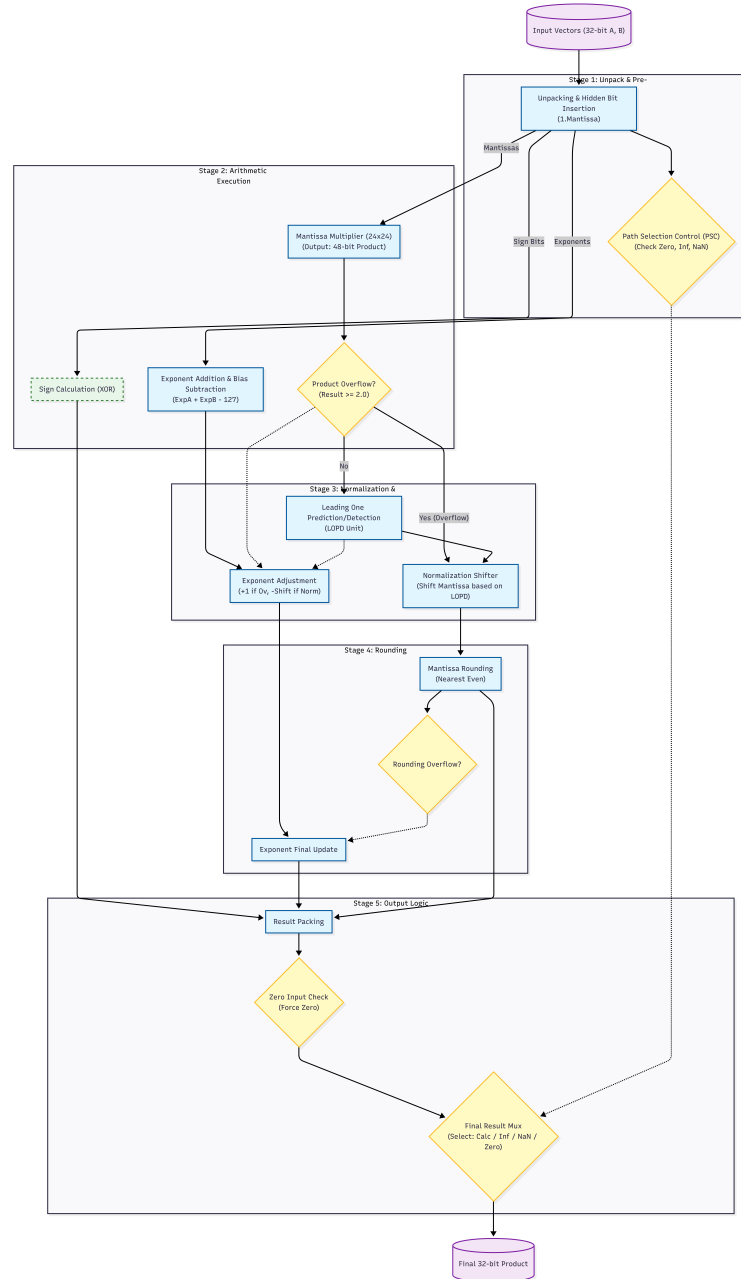 Input Vectors (32-bit A, B)
Stage 1: Unpack & Pre-
Unpacking & Hidden Bit
Insertion
(1.Mantissa)
Mantissas
Stage 2: Arithmetic
Execution
Path Selection Control (PSC)
(Check Zero, Inf, NaN)
Mantissa Multiplier (24x24)
(Output: 48-bit Product)
Sign Bits
Exponents
Sign Calculation (XOR)
Exponent Addition & Bias
Subtraction
(ExpA + ExpB - 127)
Product Overflow?
(Result >= 2.0)
No
Stage 3: Normalization &
Leading One
Prediction/Detection
(LOPD Unit)
Yes (Overflow)
Exponent Adjustment
(+1 if Ov, -Shift if Norm)
Normalization Shifter
(Shift Mantissa based on
LOPD)
Stage 4: Rounding
Mantissa Rounding
(Nearest Even)
Rounding Overflow?
Exponent Final Update
Stage 5: Output Logic
Result Packing
Zero Input Check
(Force Zero)
Final Result Mux
(Select: Calc / Inf / NaN /
Zero)
Final 32-bit Product